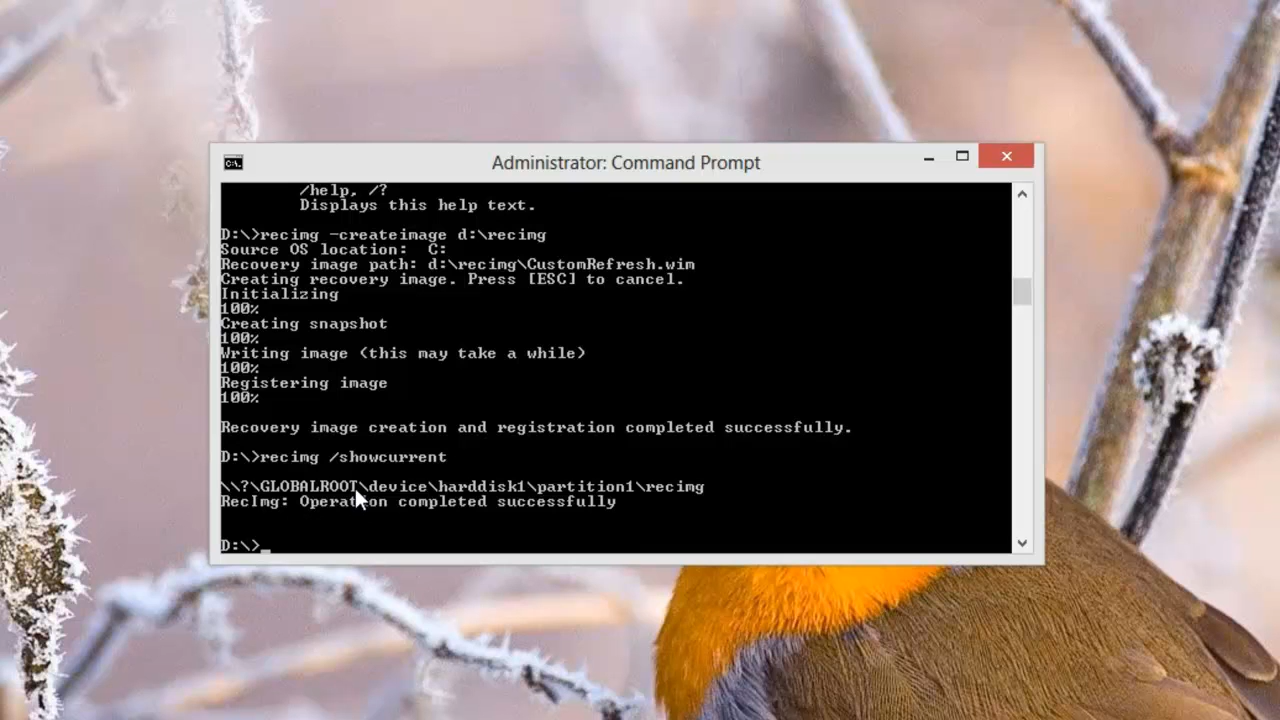 Administrator: Command Prompt
/help, /?
Displays this help text.
D:\>recimg -createimage d:\recimg
Source OS location:  C:
Recovery image path: d:\recimg\CustomRefresh.wim
Creating recovery image. Press [ESC] to cancel.
Initializing
100%
Creating snapshot
100%
Writing image (this may take a while)
100%
Registering image
100%
Recovery image creation and registration completed successfully.
D:\>recimg /showcurrent
\\?\GLOBALROOT\device\harddisk1\partition1\recimg
RecImg: Operation completed successfully
D:\>_